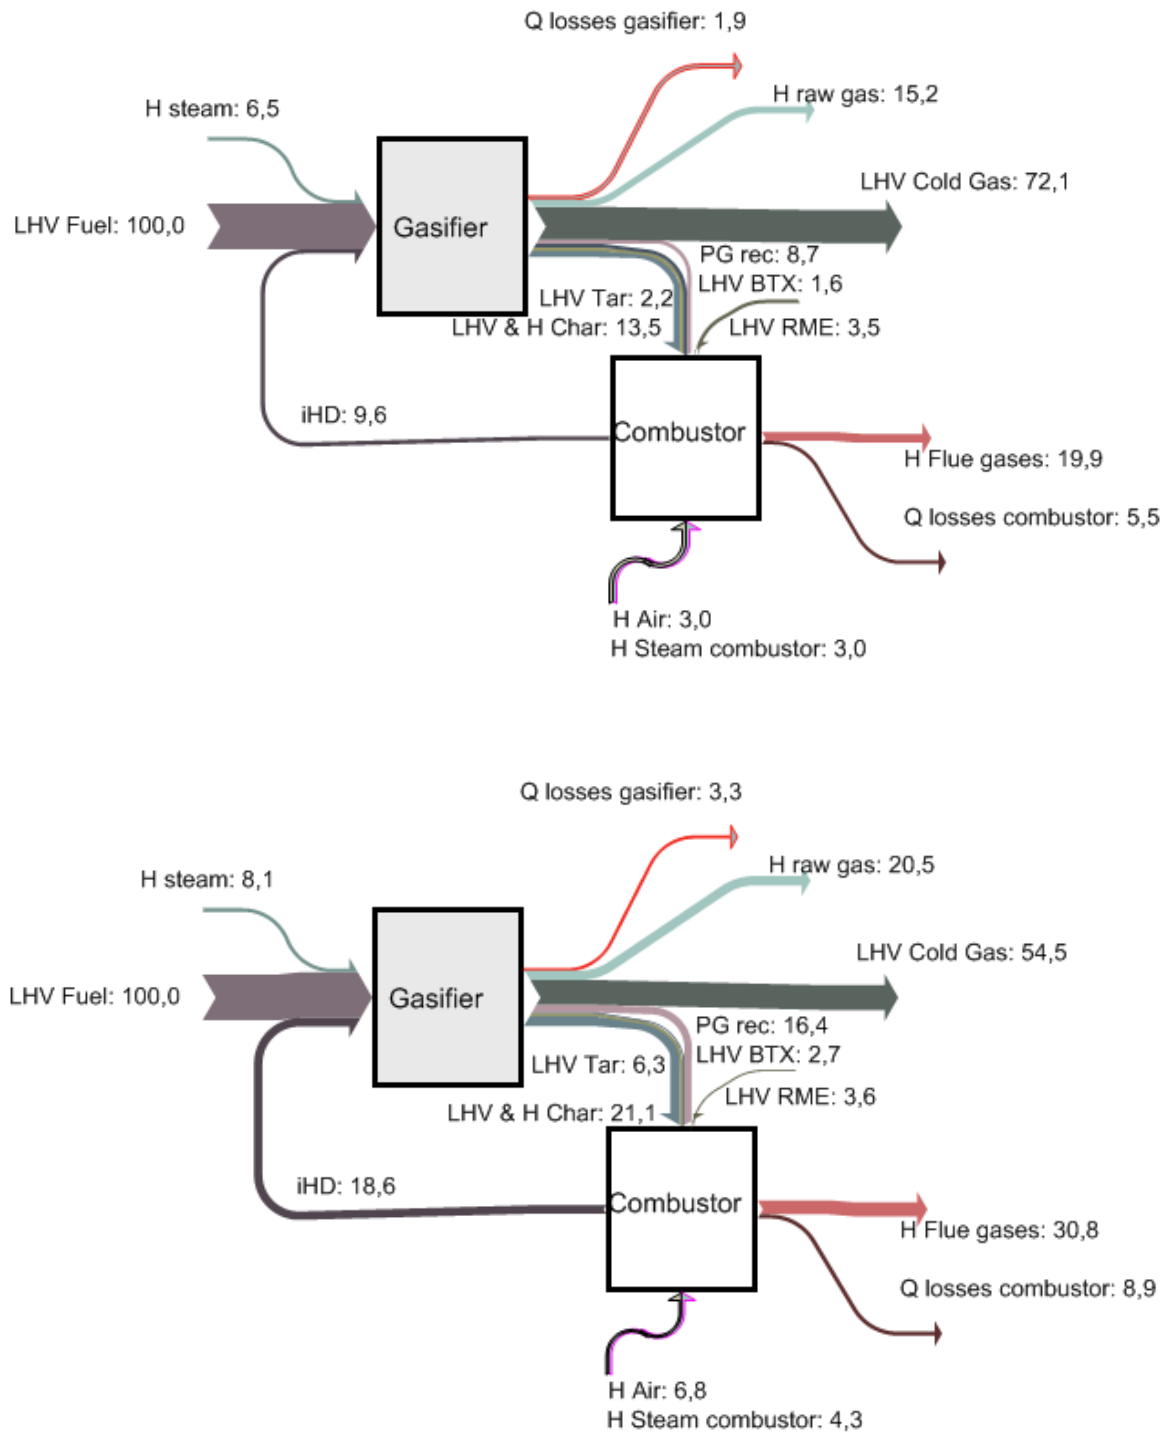 Q losses gasifier: 1,9
H raw gas: 15,2
H steam: 6,5
LHV Cold Gas: 72,1
LHV Fuel: 100,0
Gasifier
PG rec: 8,7
LHV BTX: 1,6
LHV Tar: 2,2
LHV RME: 3,5
LHV & H Char: 13,5
iHD: 9,6
Combustor
H Flue gases: 19,9
Q losses combustor: 5,5
H Air: 3,0
H Steam combustor: 3,0
Q losses gasifier: 3,3
H raw gas: 20,5
H steam: 8,1
LHV Cold Gas: 54,5
LHV Fuel: 100,0
Gasifier
PG rec: 16,4
LHV BTX: 2,7
LHV Tar: 6,3
LHV RME: 3,6
LHV & H Char: 21,1
iHD: 18,6
Combustor
H Flue gases: 30,8
Q losses combustor: 8,9
H Air: 6,8
H Steam combustor: 4,3